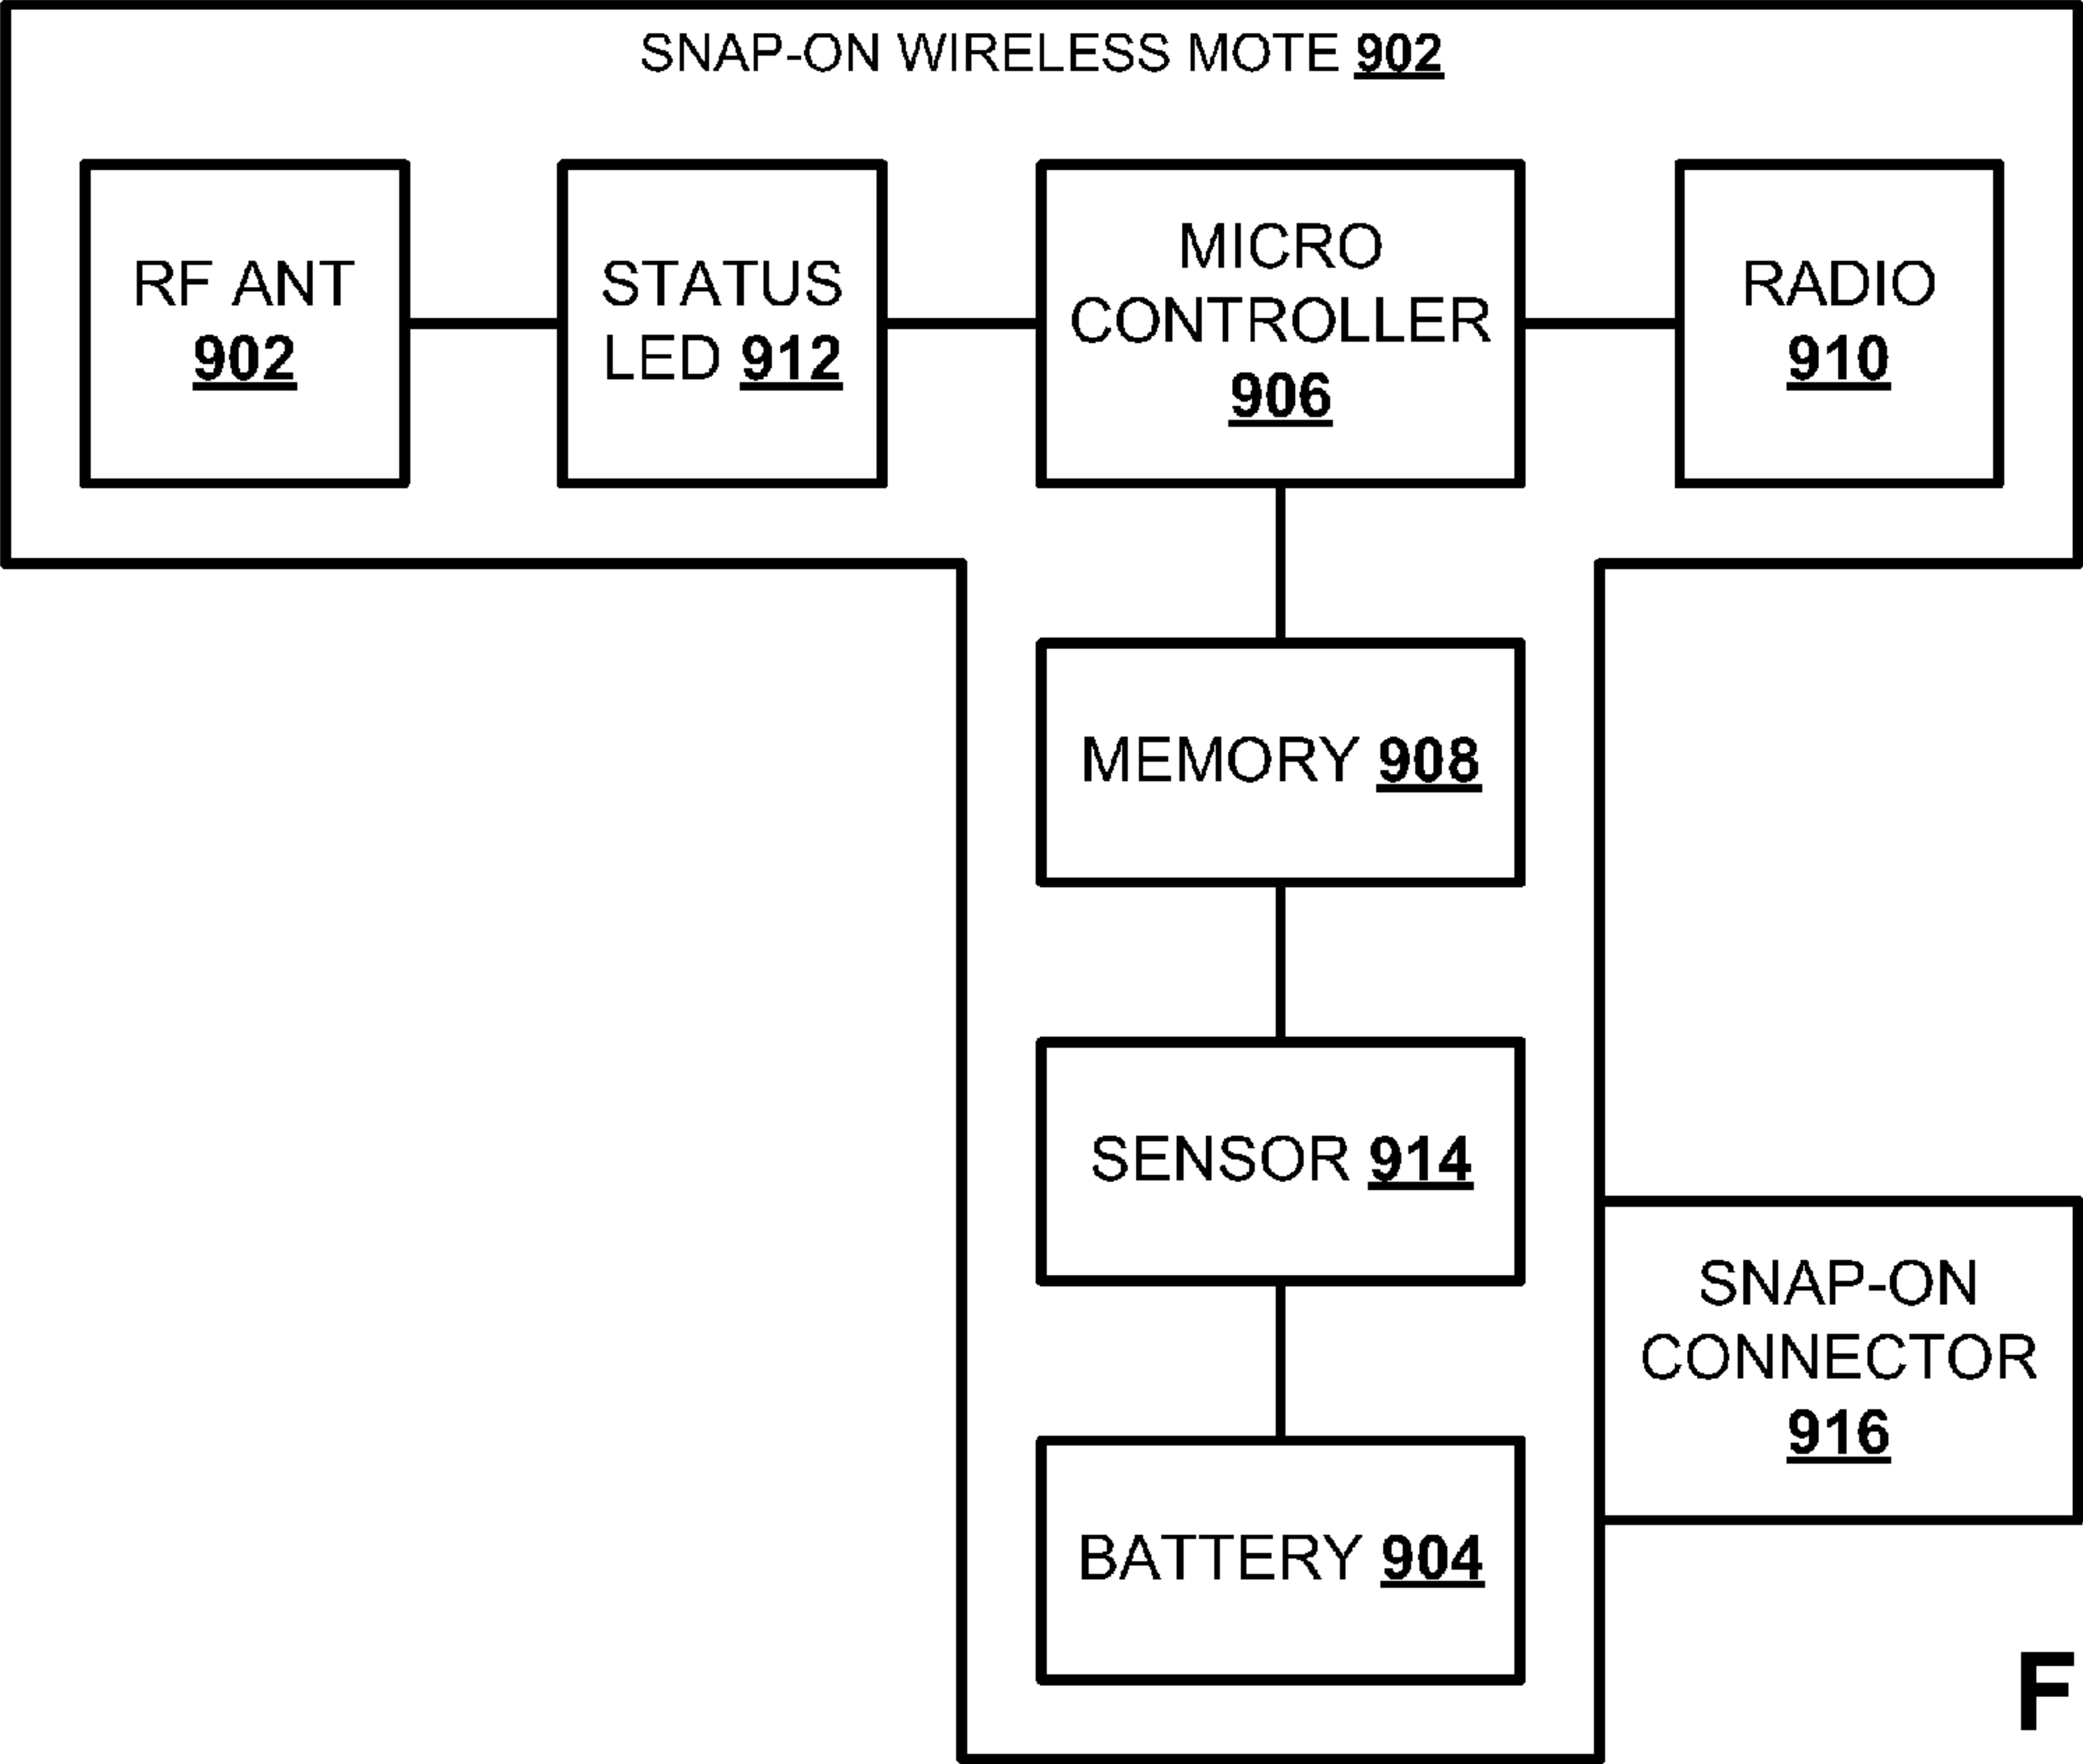 SNAP-ON WIRELESS MOTE 902
RF ANT
902
STATUS
LED 912
MICRO
CONTROLLER
906
RADIO
910
MEMORY 908
SENSOR 914
SNAP-ON
CONNECTOR
916
BATTERY 904
F